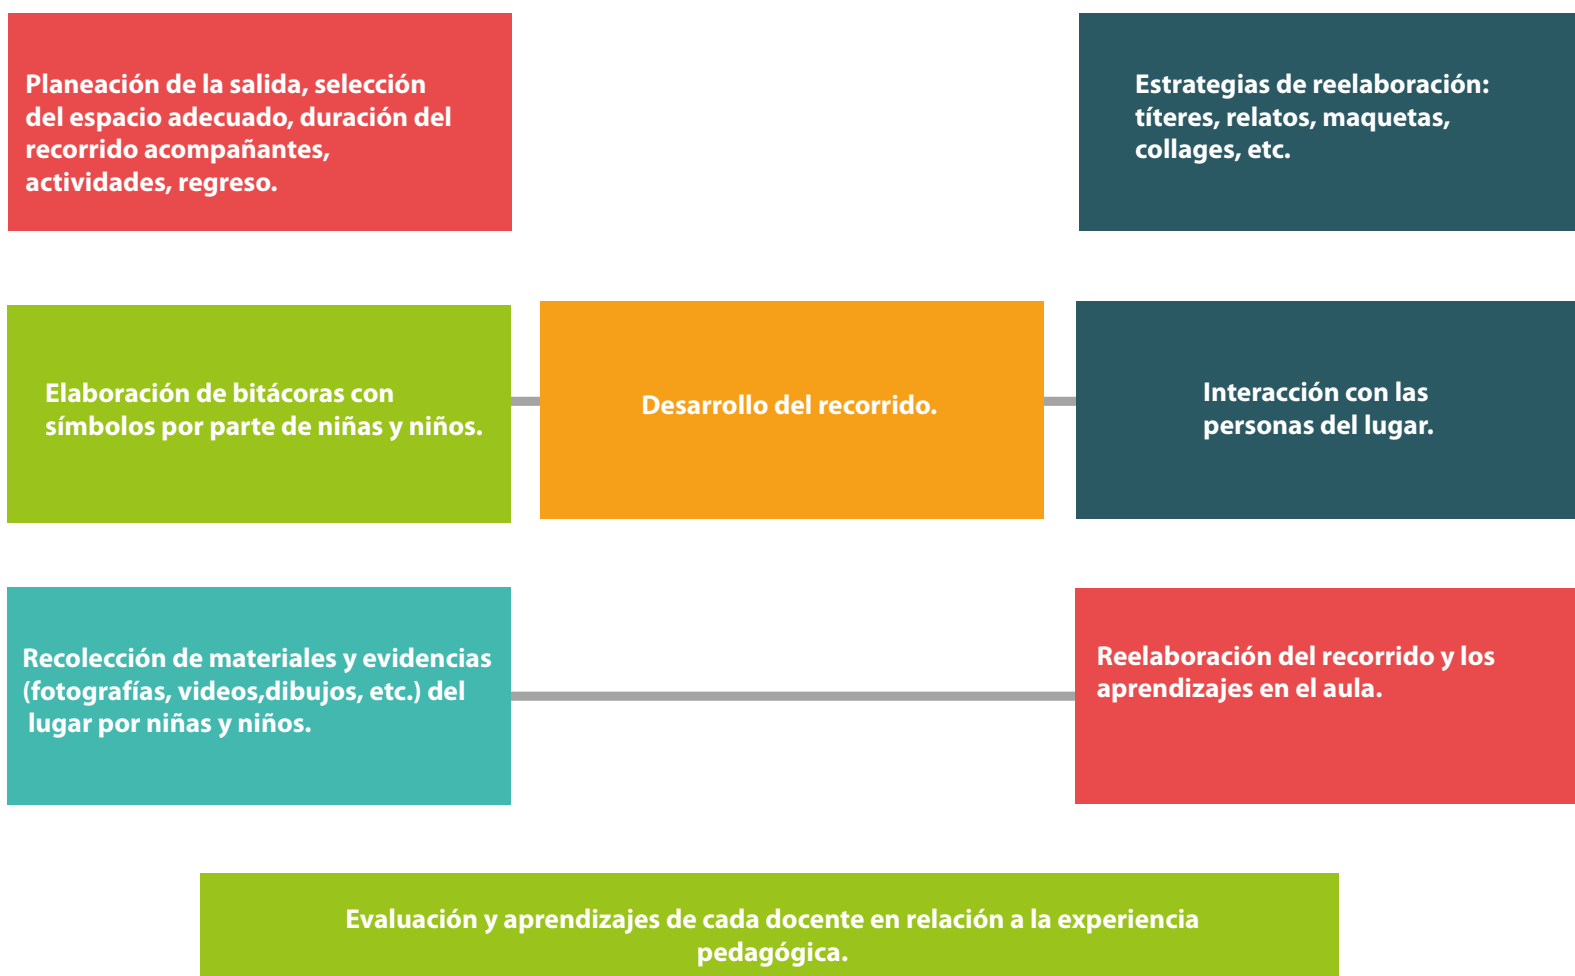 Planeación de la salida, selección
del espacio adecuado, duración del
recorrido acompañantes,
actividades, regreso.
Estrategias de reelaboración:
títeres, relatos, maquetas,
collages, etc.
Elaboración de bitácoras con
símbolos por parte de niñas y niños.
Desarrollo del recorrido.
Interacción con las
personas del lugar.
Recolección de materiales y evidencias
(fotografías, videos,dibujos, etc.) del
lugar por niñas y niños.
Reelaboración del recorrido y los
aprendizajes en el aula.
Evaluación y aprendizajes de cada docente en relación a la experiencia
pedagógica.